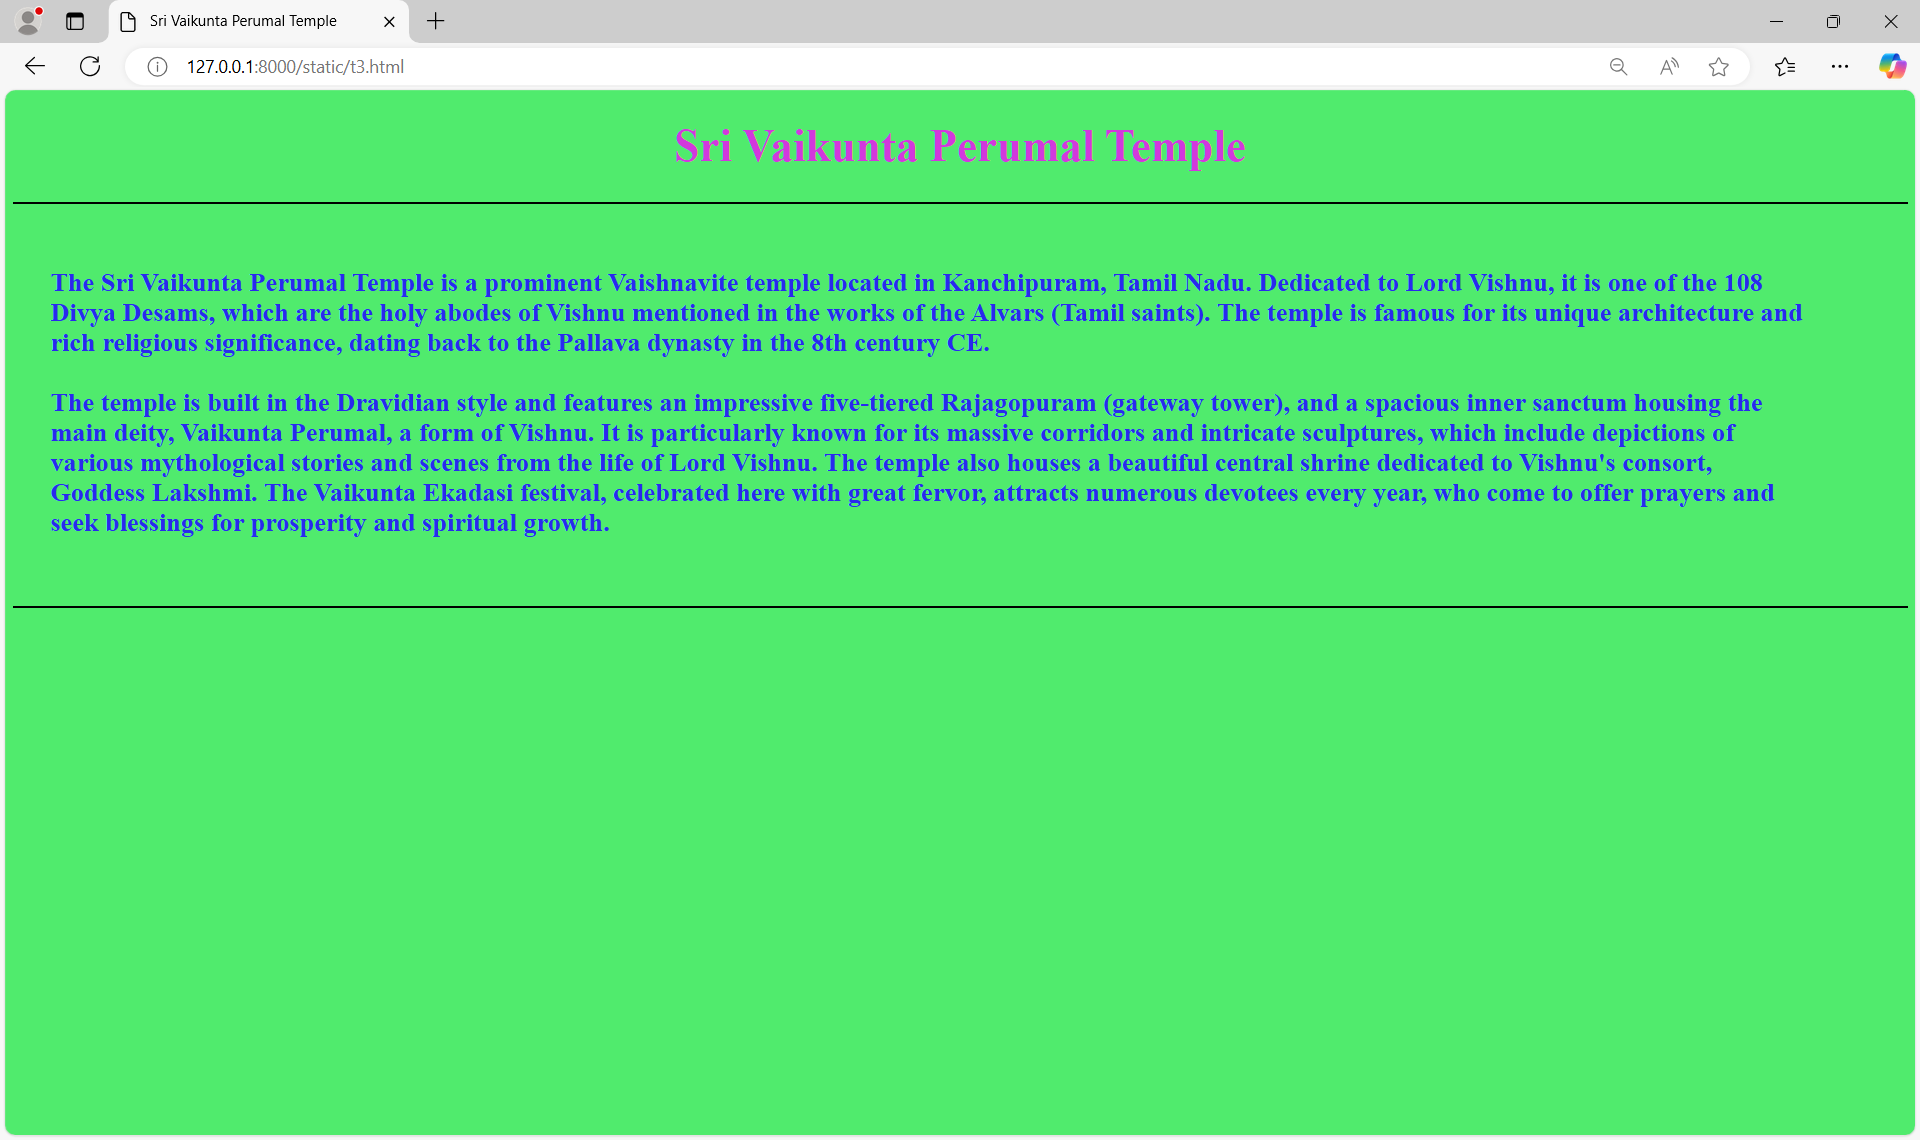 Sri Vaikunta Perumal Temple
127.0.0.1:8000/static/t3.html
Sri Vaikunta Perumal Temple
The Sri Vaikunta Perumal Temple is a prominent Vaishnavite temple located in Kanchipuram, Tamil Nadu. Dedicated to Lord Vishnu, it is one of the 108
Divya Desams, which are the holy abodes of Vishnu mentioned in the works of the Alvars (Tamil saints). The temple is famous for its unique architecture and
rich religious significance, dating back to the Pallava dynasty in the 8th century CE.
The temple is built in the Dravidian style and features an impressive five-tiered Rajagopuram (gateway tower), and a spacious inner sanctum housing the
main deity, Vaikunta Perumal, a form of Vishnu. It is particularly known for its massive corridors and intricate sculptures, which include depictions of
various mythological stories and scenes from the life of Lord Vishnu. The temple also houses a beautiful central shrine dedicated to Vishnu's consort,
Goddess Lakshmi. The Vaikunta Ekadasi festival, celebrated here with great fervor, attracts numerous devotees every year, who come to offer prayers and
seek blessings for prosperity and spiritual growth.